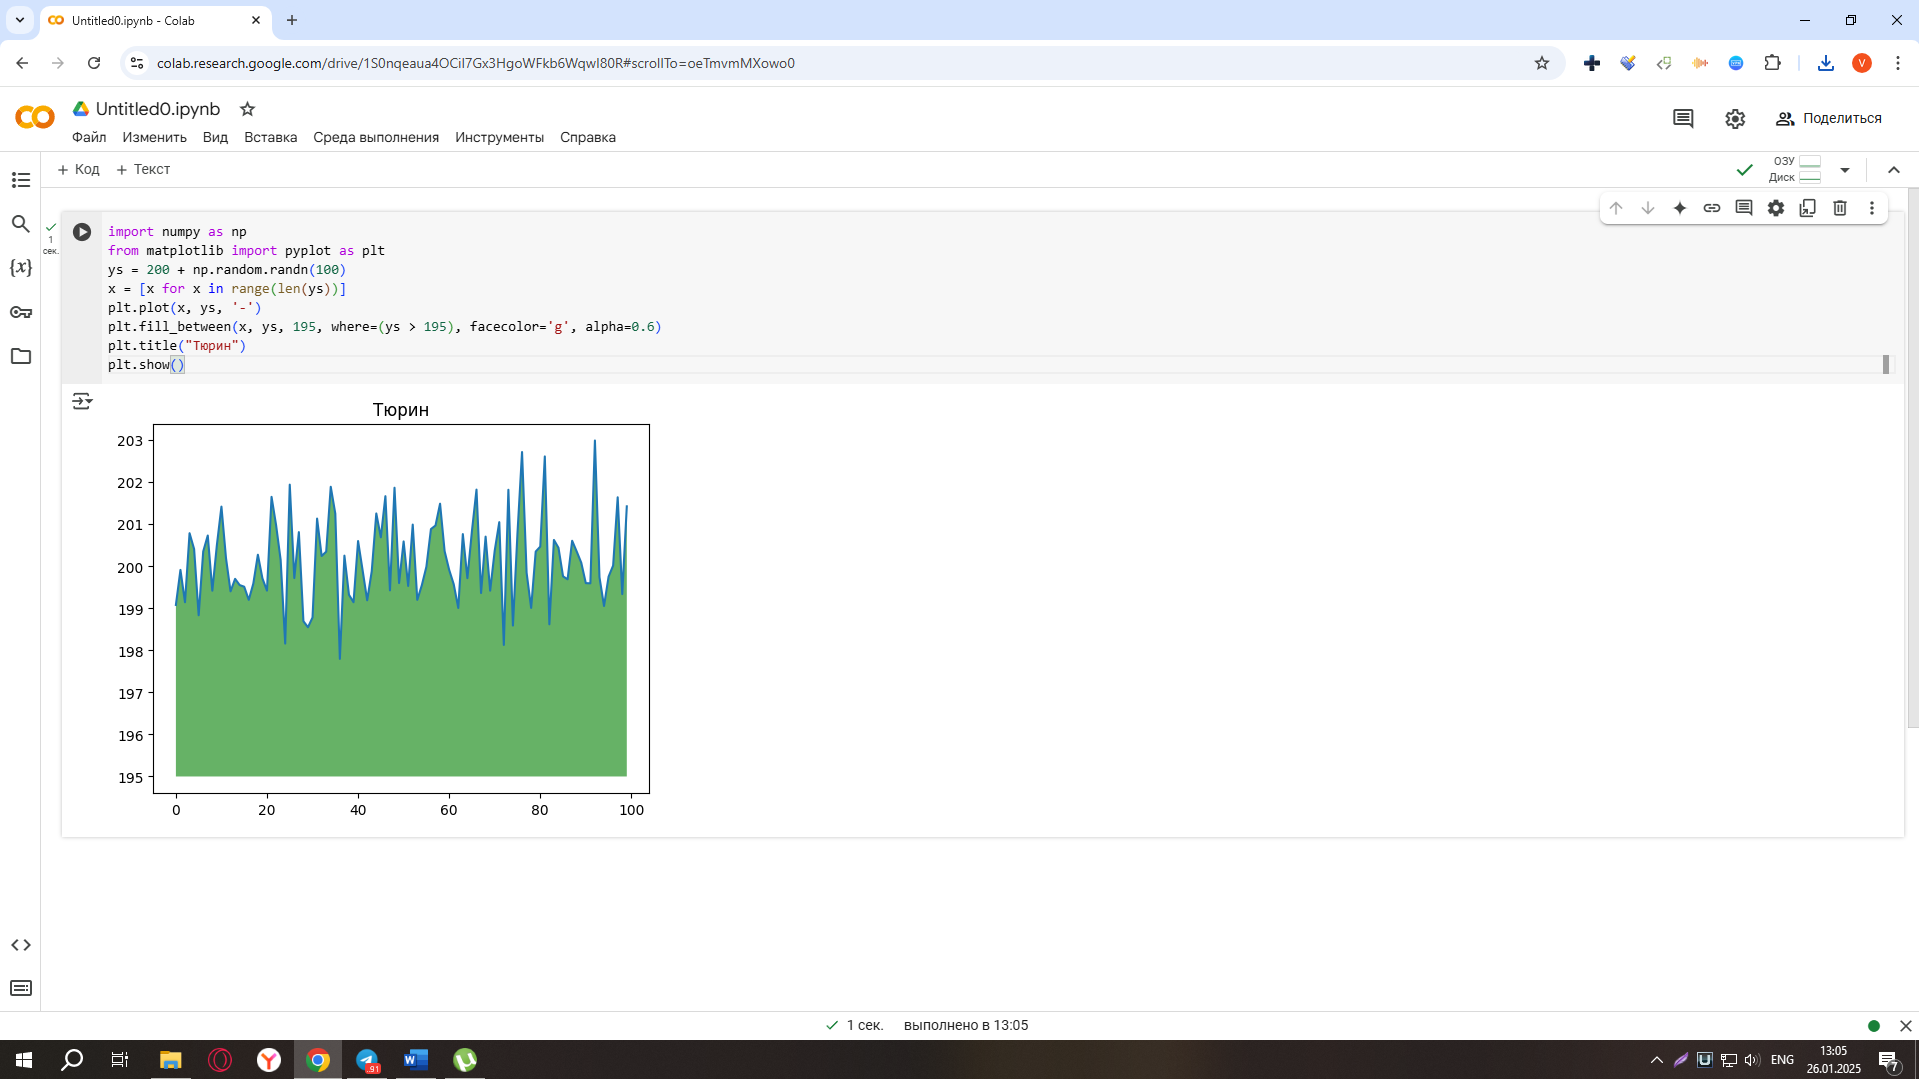 Untitled0.ipynb - Colab
colab.research.google.com/drive/1S0nqeaua4OCiI7Gx3HgoWFkb6WqwI80R#scrollTo=oeTmvmMXowo0
V
Untitled0.ipynb
Файл Изменить Вид Вставка Среда выполнения Инструменты Справка
Поделиться
+ Код + Текст
ОЗУ
Диск
1
сек.
{x}
import numpy as np
from matplotlib import pyplot as plt
ys = 200 + np.random.randn(100)
x = [x for x in range(len(ys))]
plt.plot(x, ys, '-')
plt.fill_between(x, ys, 195, where=(ys > 195), facecolor='g', alpha=0.6)
plt.title("Тюрин")
plt.show()
Тюрин
203
202
201
200
199
198
197
196
195
0 20 40 60 80 100
1 сек. выполнено в 13:05
91
ENG
13:05
26.01.2025
7